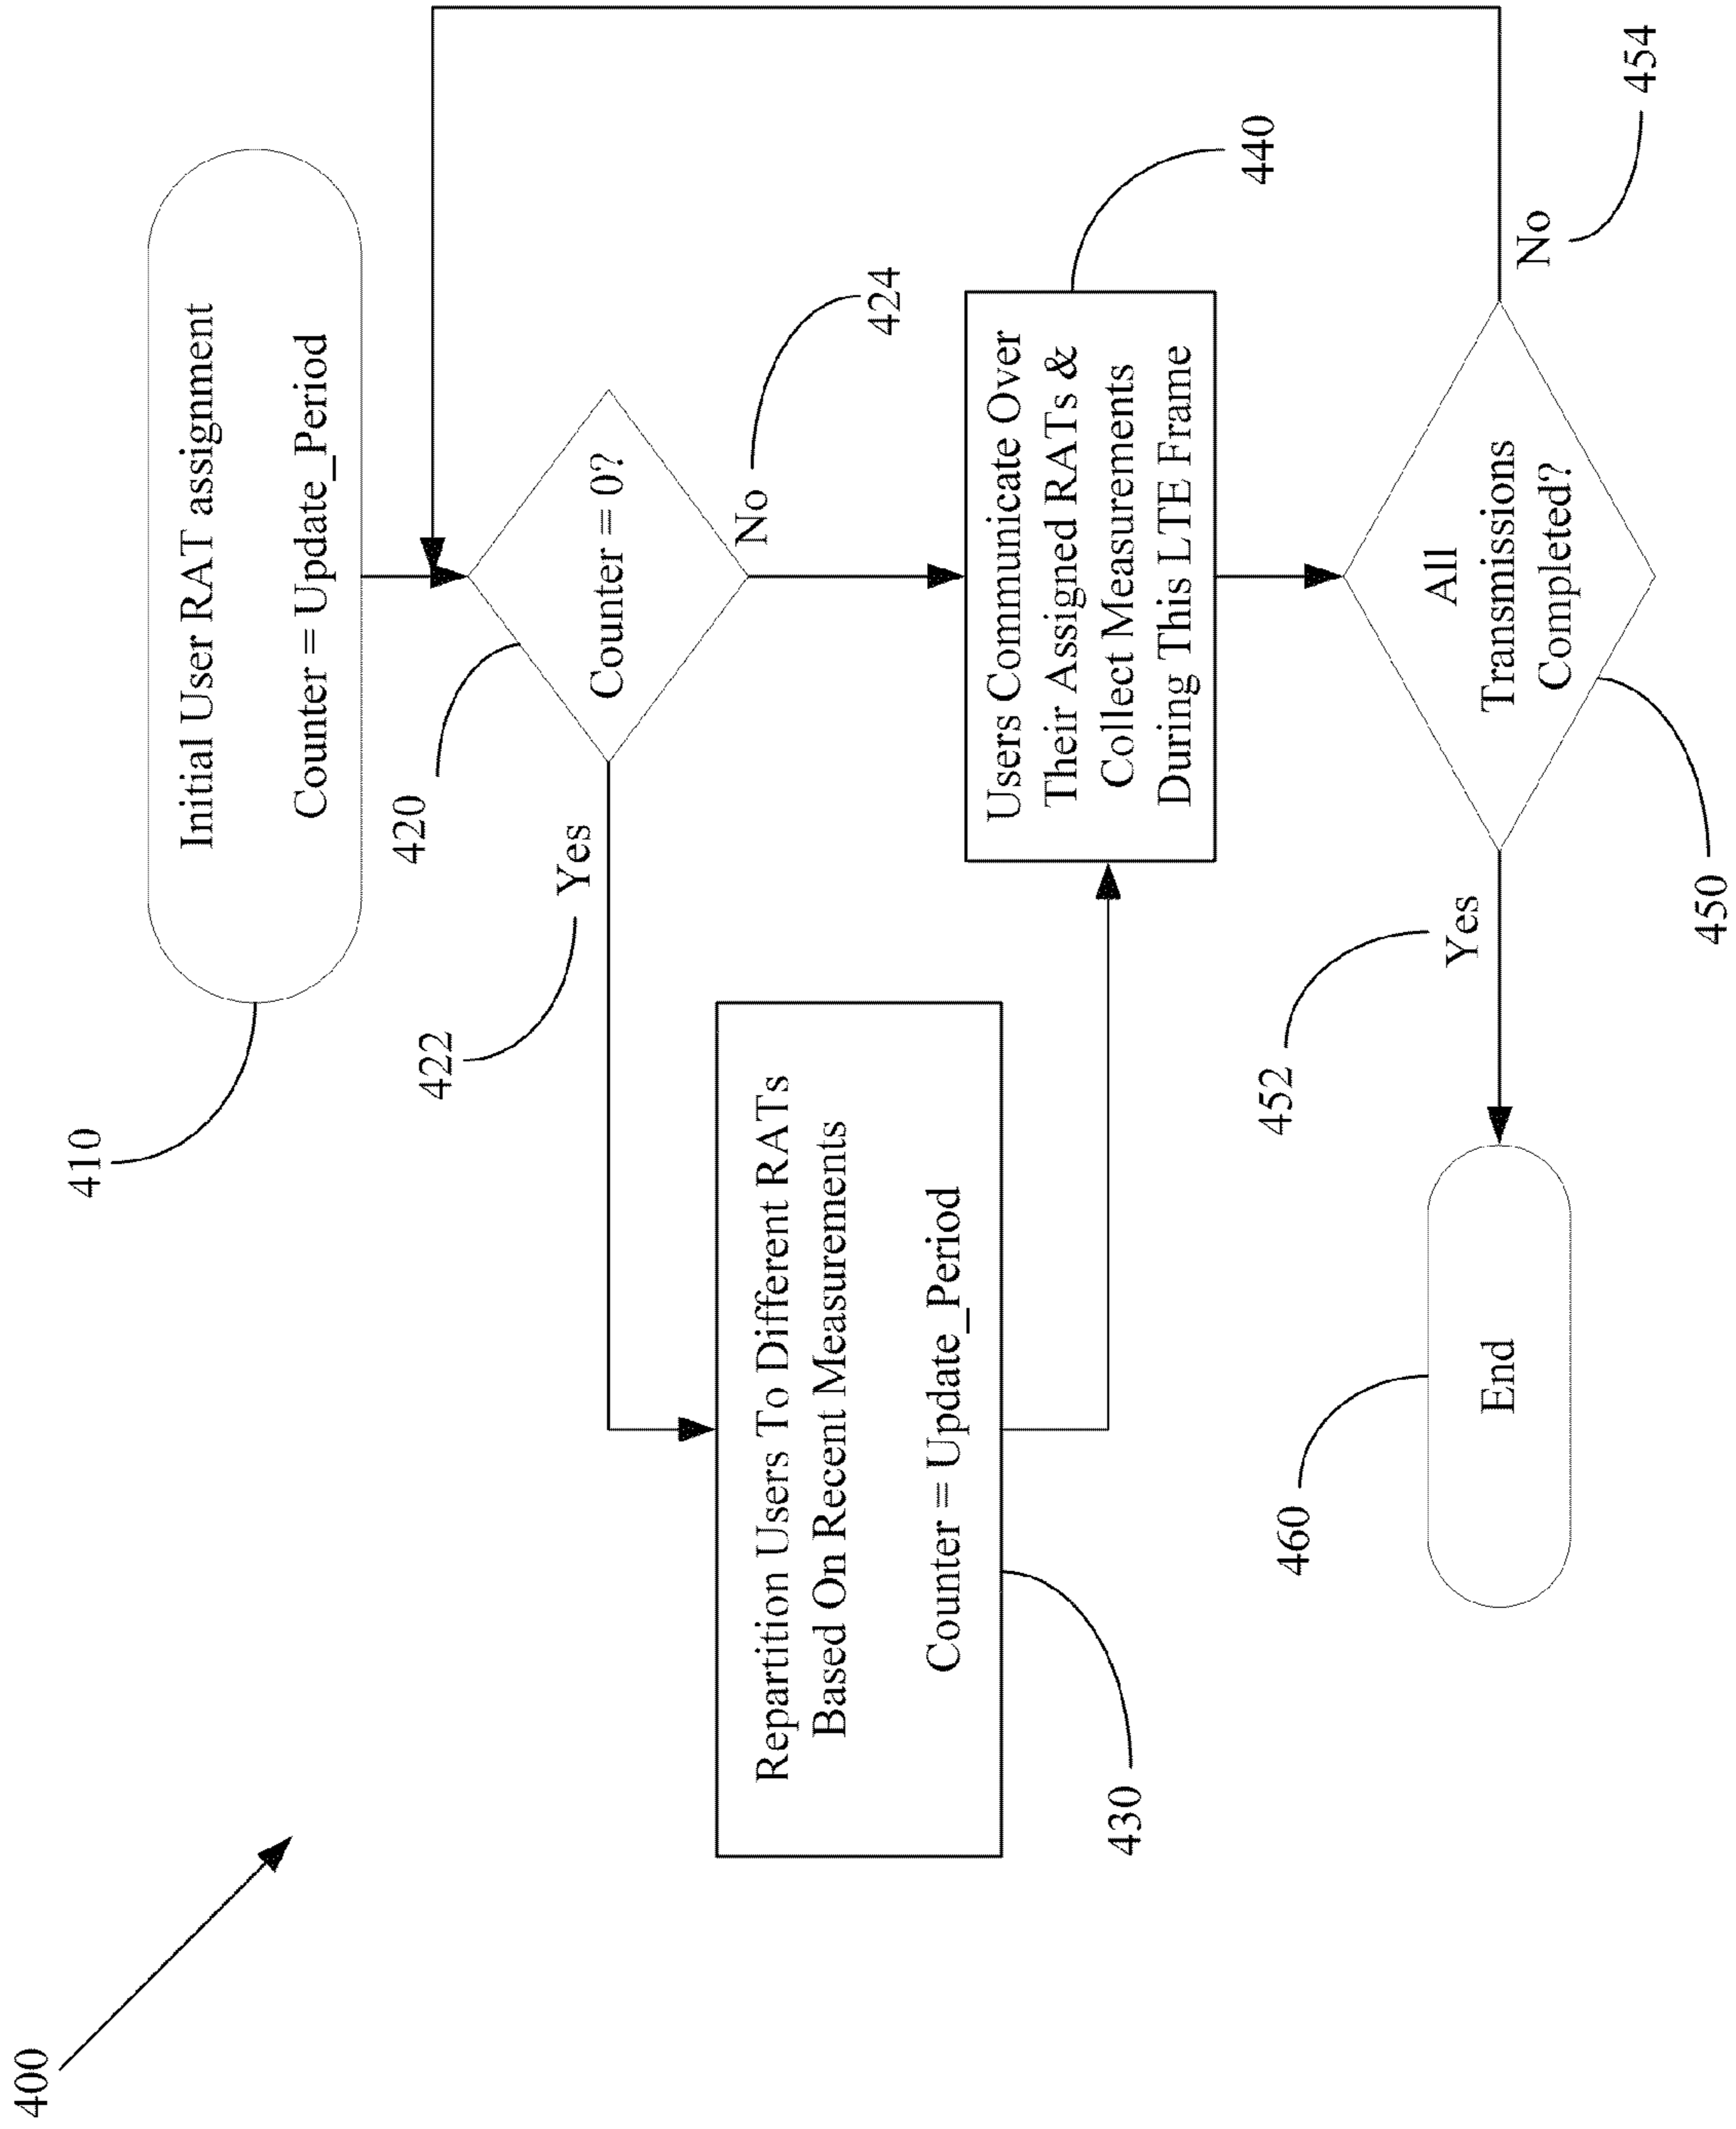 400
410
Initial User RAT assignment
Counter = Update_Period
420
Counter = 0?
422
Yes
No
424
Repartition Users To Different RATs
Based On Recent Measurements
Counter = Update_Period
430
Users Communicate Over
Their Assigned RATs &
Collect Measurements
During This LTE Frame
440
All
Transmissions
Completed?
450
452
Yes
No
454
End
460